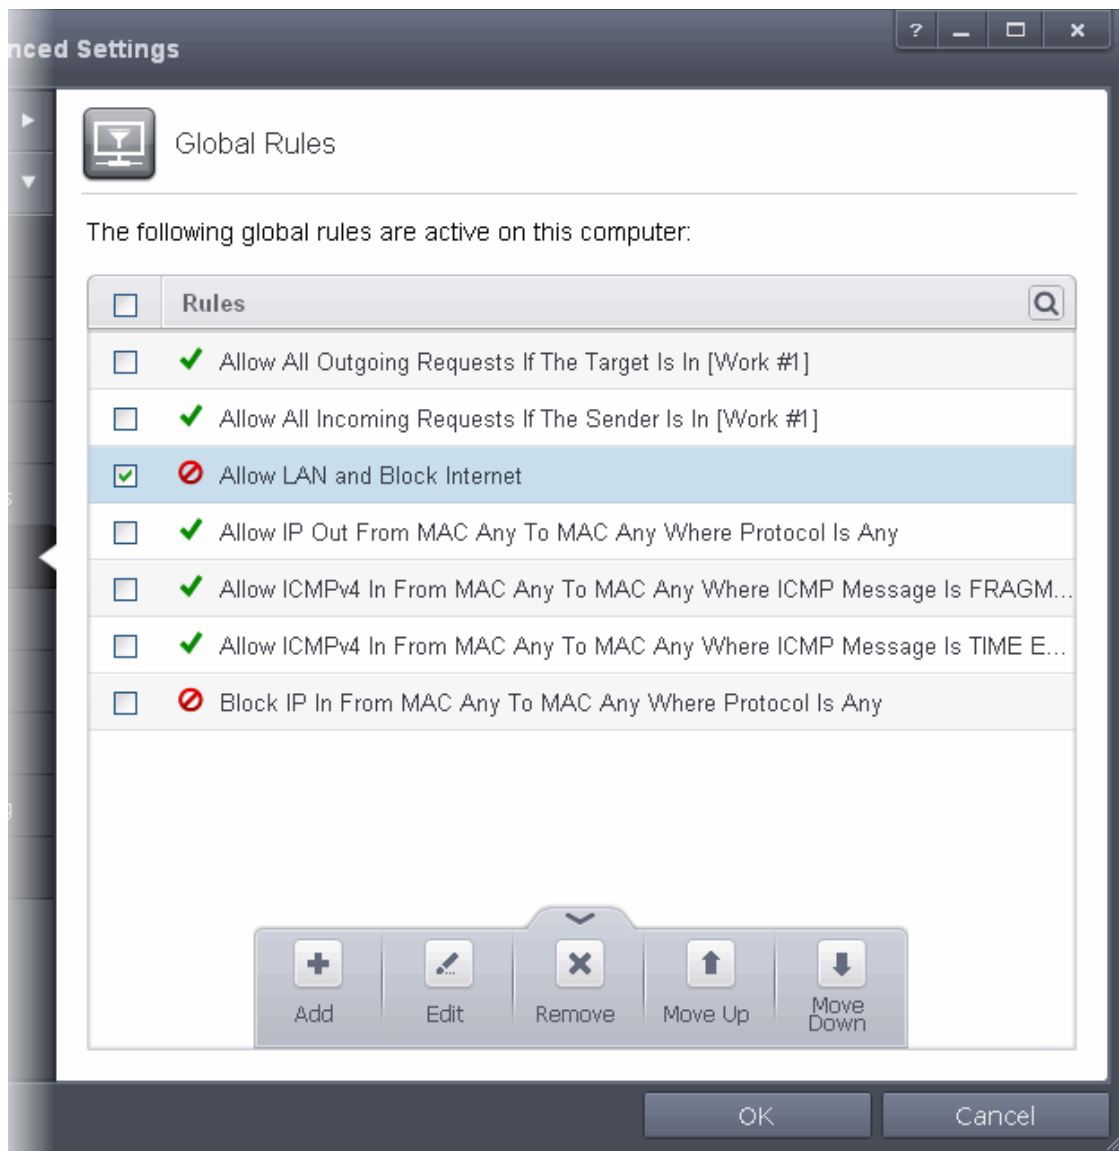 nced Settings
?
Global Rules
The following global rules are active on this computer:
Rules
Allow All Outgoing Requests If The Target Is In [Work #1]
Allow All Incoming Requests If The Sender Is In [Work #1]
Allow LAN and Block Internet
Allow IP Out From MAC Any To MAC Any Where Protocol Is Any
Allow ICMPv4 In From MAC Any To MAC Any Where ICMP Message Is FRAGM...
Allow ICMPv4 In From MAC Any To MAC Any Where ICMP Message Is TIME E...
Block IP In From MAC Any To MAC Any Where Protocol Is Any
Add
Edit
Remove
Move Up
Move
Down
OK
Cancel